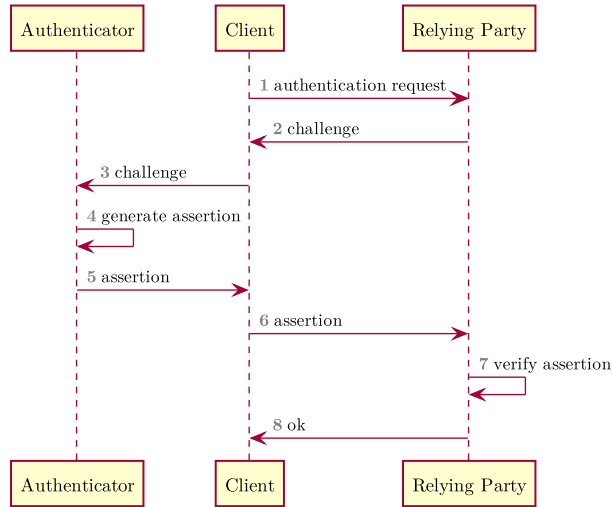 Authenticator Client Relying Party
1 authentication request
2 challenge
3 challenge
4 generate assertion
5 assertion
6 assertion
7 verify assertion
8 ok
Authenticator Client Relying Party